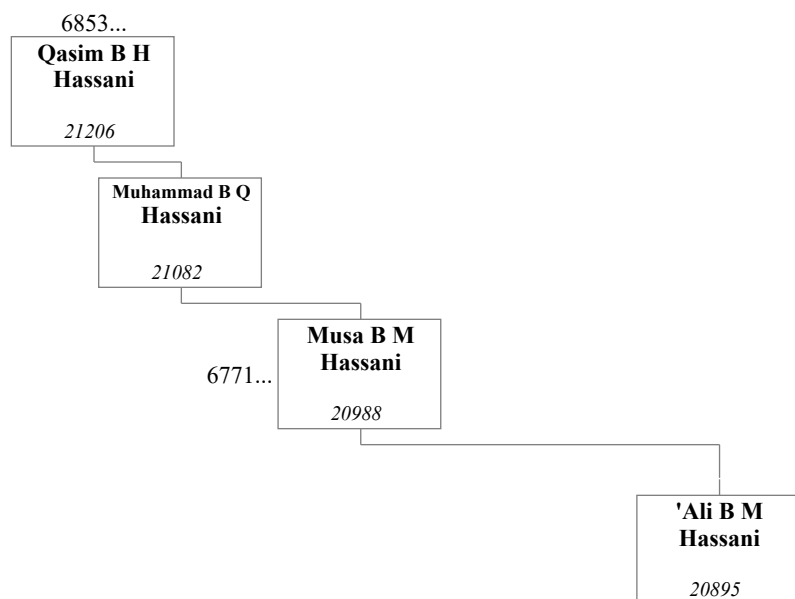 6853...
Qasim B H
Hassani
21206
Muhammad B Q
Hassani
21082
Musa B M
Hassani
6771...
20988
'Ali B M
Hassani
20895